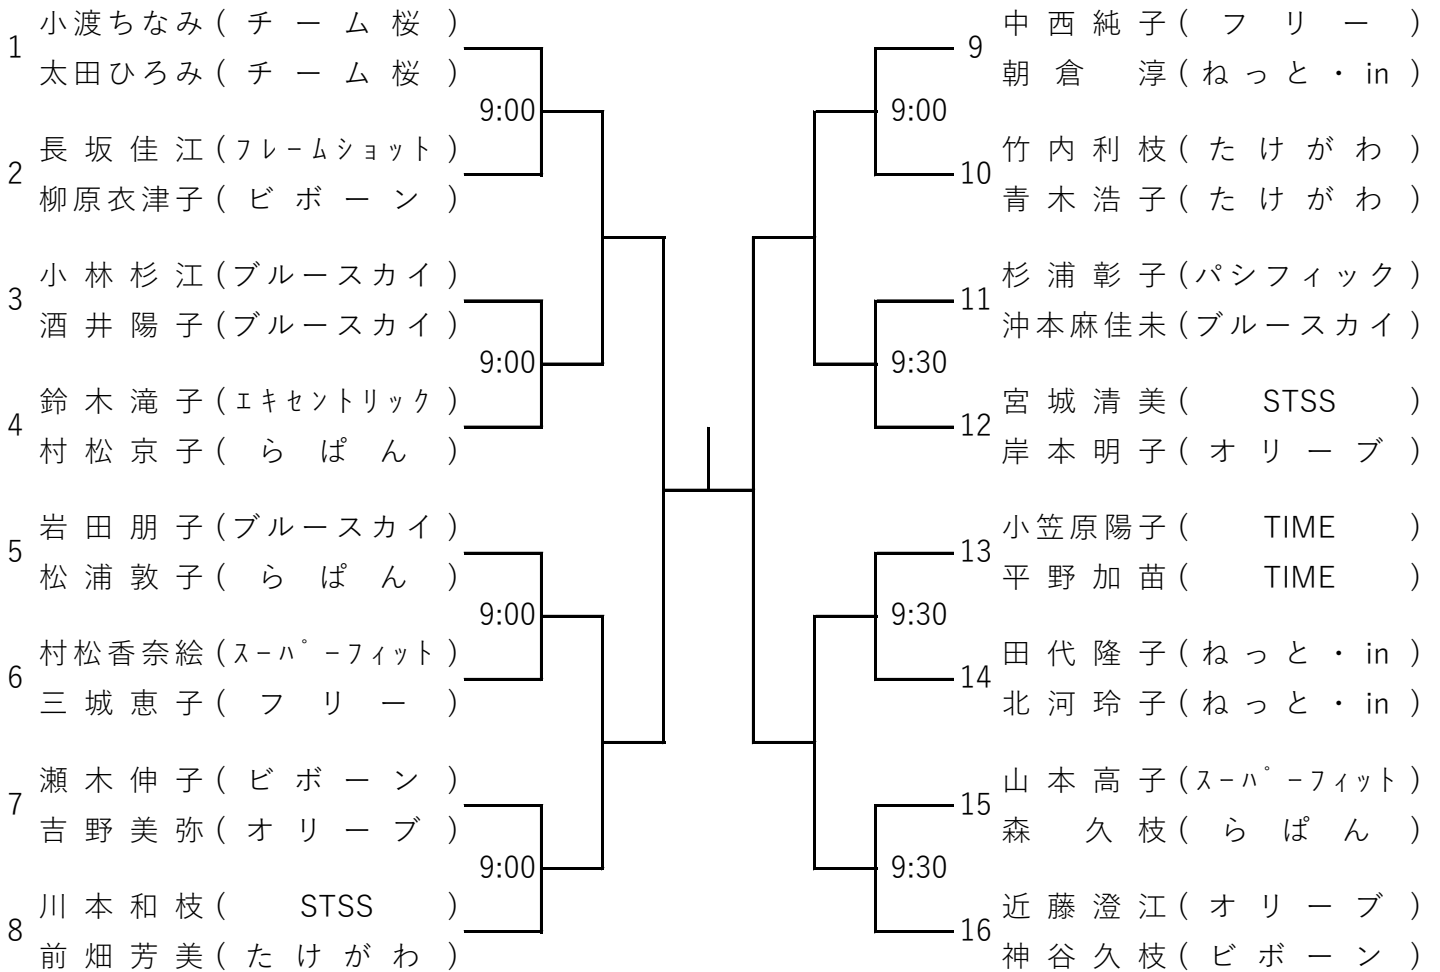 1
小渡ちなみ(チーム桜)
太田ひろみ(チーム桜)
9:00
2
長坂佳江(ﾌﾚｰﾑｼｮｯﾄ)
柳原衣津子(ビボーン)
3
小林杉江(ブルースカイ)
酒井陽子(ブルースカイ)
9:00
4
鈴木滝子(ｴｷｾﾝﾄﾘｯｸ)
村松京子(らぱん)
5
岩田朋子(ブルースカイ)
松浦敦子(らぱん)
9:00
6
村松香奈絵(ｽｰﾊﾟｰﾌｨｯﾄ)
三城恵子(フリー)
7
瀬木伸子(ビボーン)
吉野美弥(オリーブ)
9:00
8
川本和枝(STSS)
前畑芳美(たけがわ)
9
中西純子(フリー)
朝倉　淳(ねっと・in)
9:00
10
竹内利枝(たけがわ)
青木浩子(たけがわ)
11
杉浦彰子(パシフィック)
沖本麻佳未(ブルースカイ)
9:30
12
宮城清美(STSS)
岸本明子(オリーブ)
13
小笠原陽子(TIME)
平野加苗(TIME)
9:30
14
田代隆子(ねっと・in)
北河玲子(ねっと・in)
15
山本高子(ｽｰﾊﾟｰﾌｨｯﾄ)
森　久枝(らぱん)
9:30
16
近藤澄江(オリーブ)
神谷久枝(ビボーン)